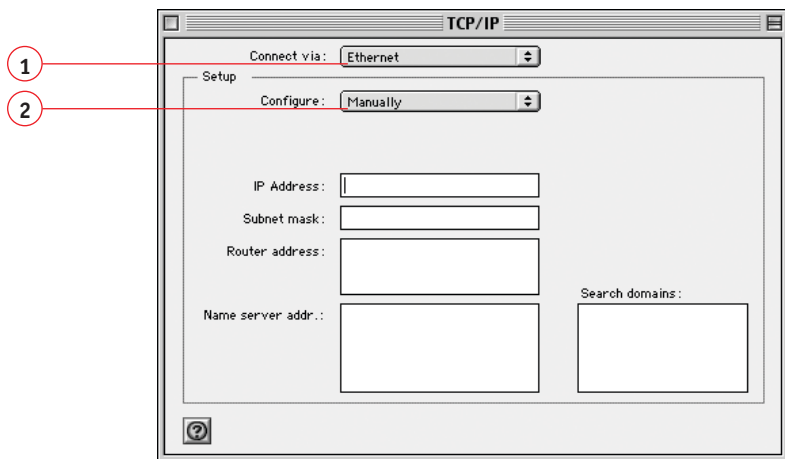 TCP/IP
1
Connect via: Ethernet
Setup
2
Configure: Manually
IP Address:
Subnet mask:
Router address:
Search domains:
Name server addr.:
?